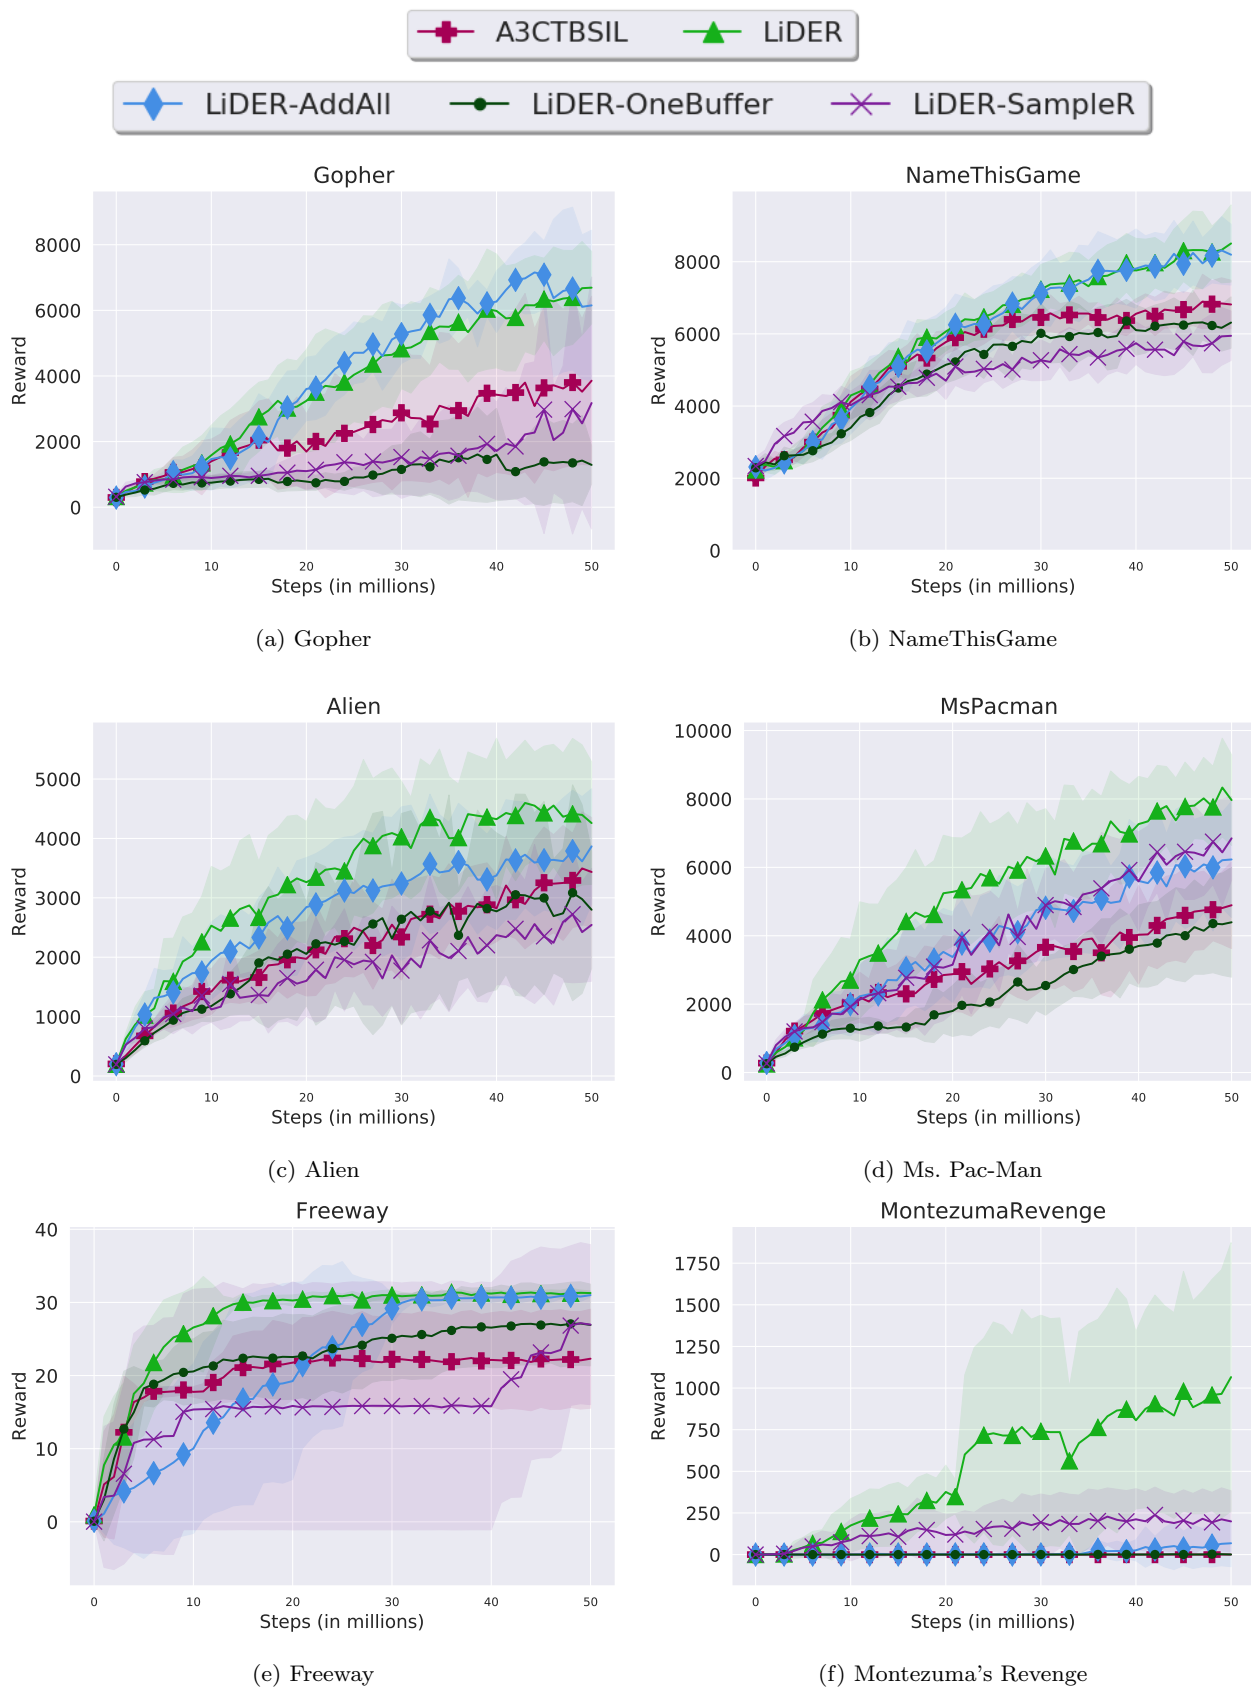 A3CTBSIL LiDER
LiDER-AddAll LiDER-OneBuffer LiDER-SampleR
Gopher
Reward
8000
6000
4000
2000
0
0 10 20 30 40 50
Steps (in millions)
(a) Gopher
NameThisGame
Reward
8000
6000
4000
2000
0
0 10 20 30 40 50
Steps (in millions)
(b) NameThisGame
Alien
Reward
5000
4000
3000
2000
1000
0
0 10 20 30 40 50
Steps (in millions)
(c) Alien
MsPacman
Reward
10000
8000
6000
4000
2000
0
0 10 20 30 40 50
Steps (in millions)
(d) Ms. Pac-Man
Freeway
Reward
40
30
20
10
0
0 10 20 30 40 50
Steps (in millions)
(e) Freeway
MontezumaRevenge
Reward
1750
1500
1250
1000
750
500
250
0
0 10 20 30 40 50
Steps (in millions)
(f) Montezuma's Revenge